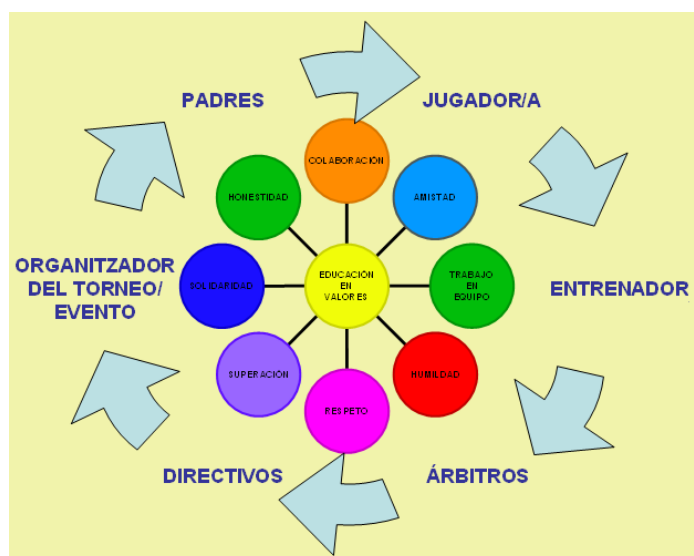 PADRES
JUGADOR/A
COLABORACIÓN
HONESTIDAD
AMISTAD
ORGANITZADOR
DEL TORNEO/
EVENTO
SOLIDARIDAD
EDUCACIÓN
EN
VALORES
TRABAJO
EN
EQUIPO
ENTRENADOR
SUPERACIÓN
HUMILDAD
RESPETO
DIRECTIVOS
ÁRBITROS